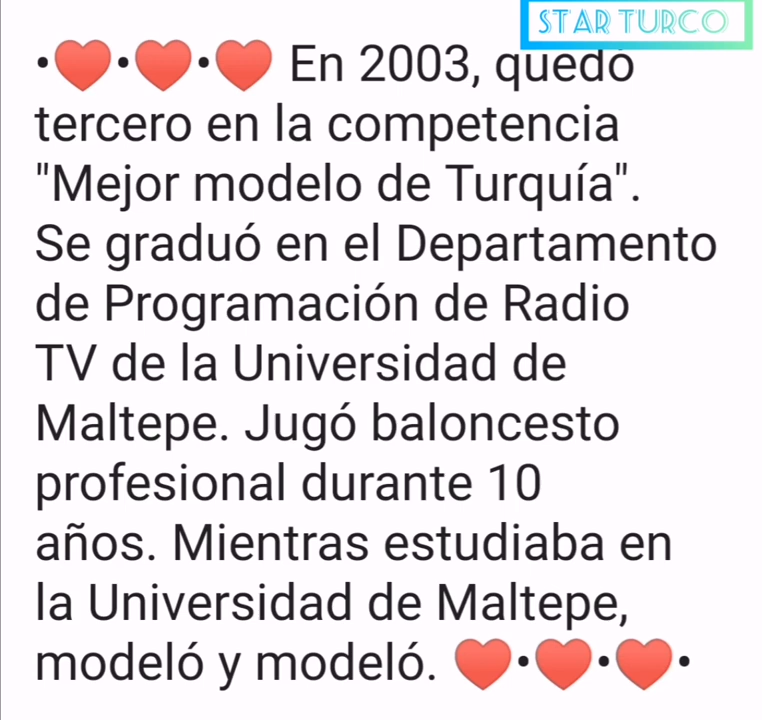 STAR TURCO
•♥️•♥️•♥️ En 2003, quedó
tercero en la competencia
"Mejor modelo de Turquía".
Se graduó en el Departamento
de Programación de Radio
TV de la Universidad de
Maltepe. Jugó baloncesto
profesional durante 10
años. Mientras estudiaba en
la Universidad de Maltepe,
modeló y modeló. ♥️•♥️•♥️•